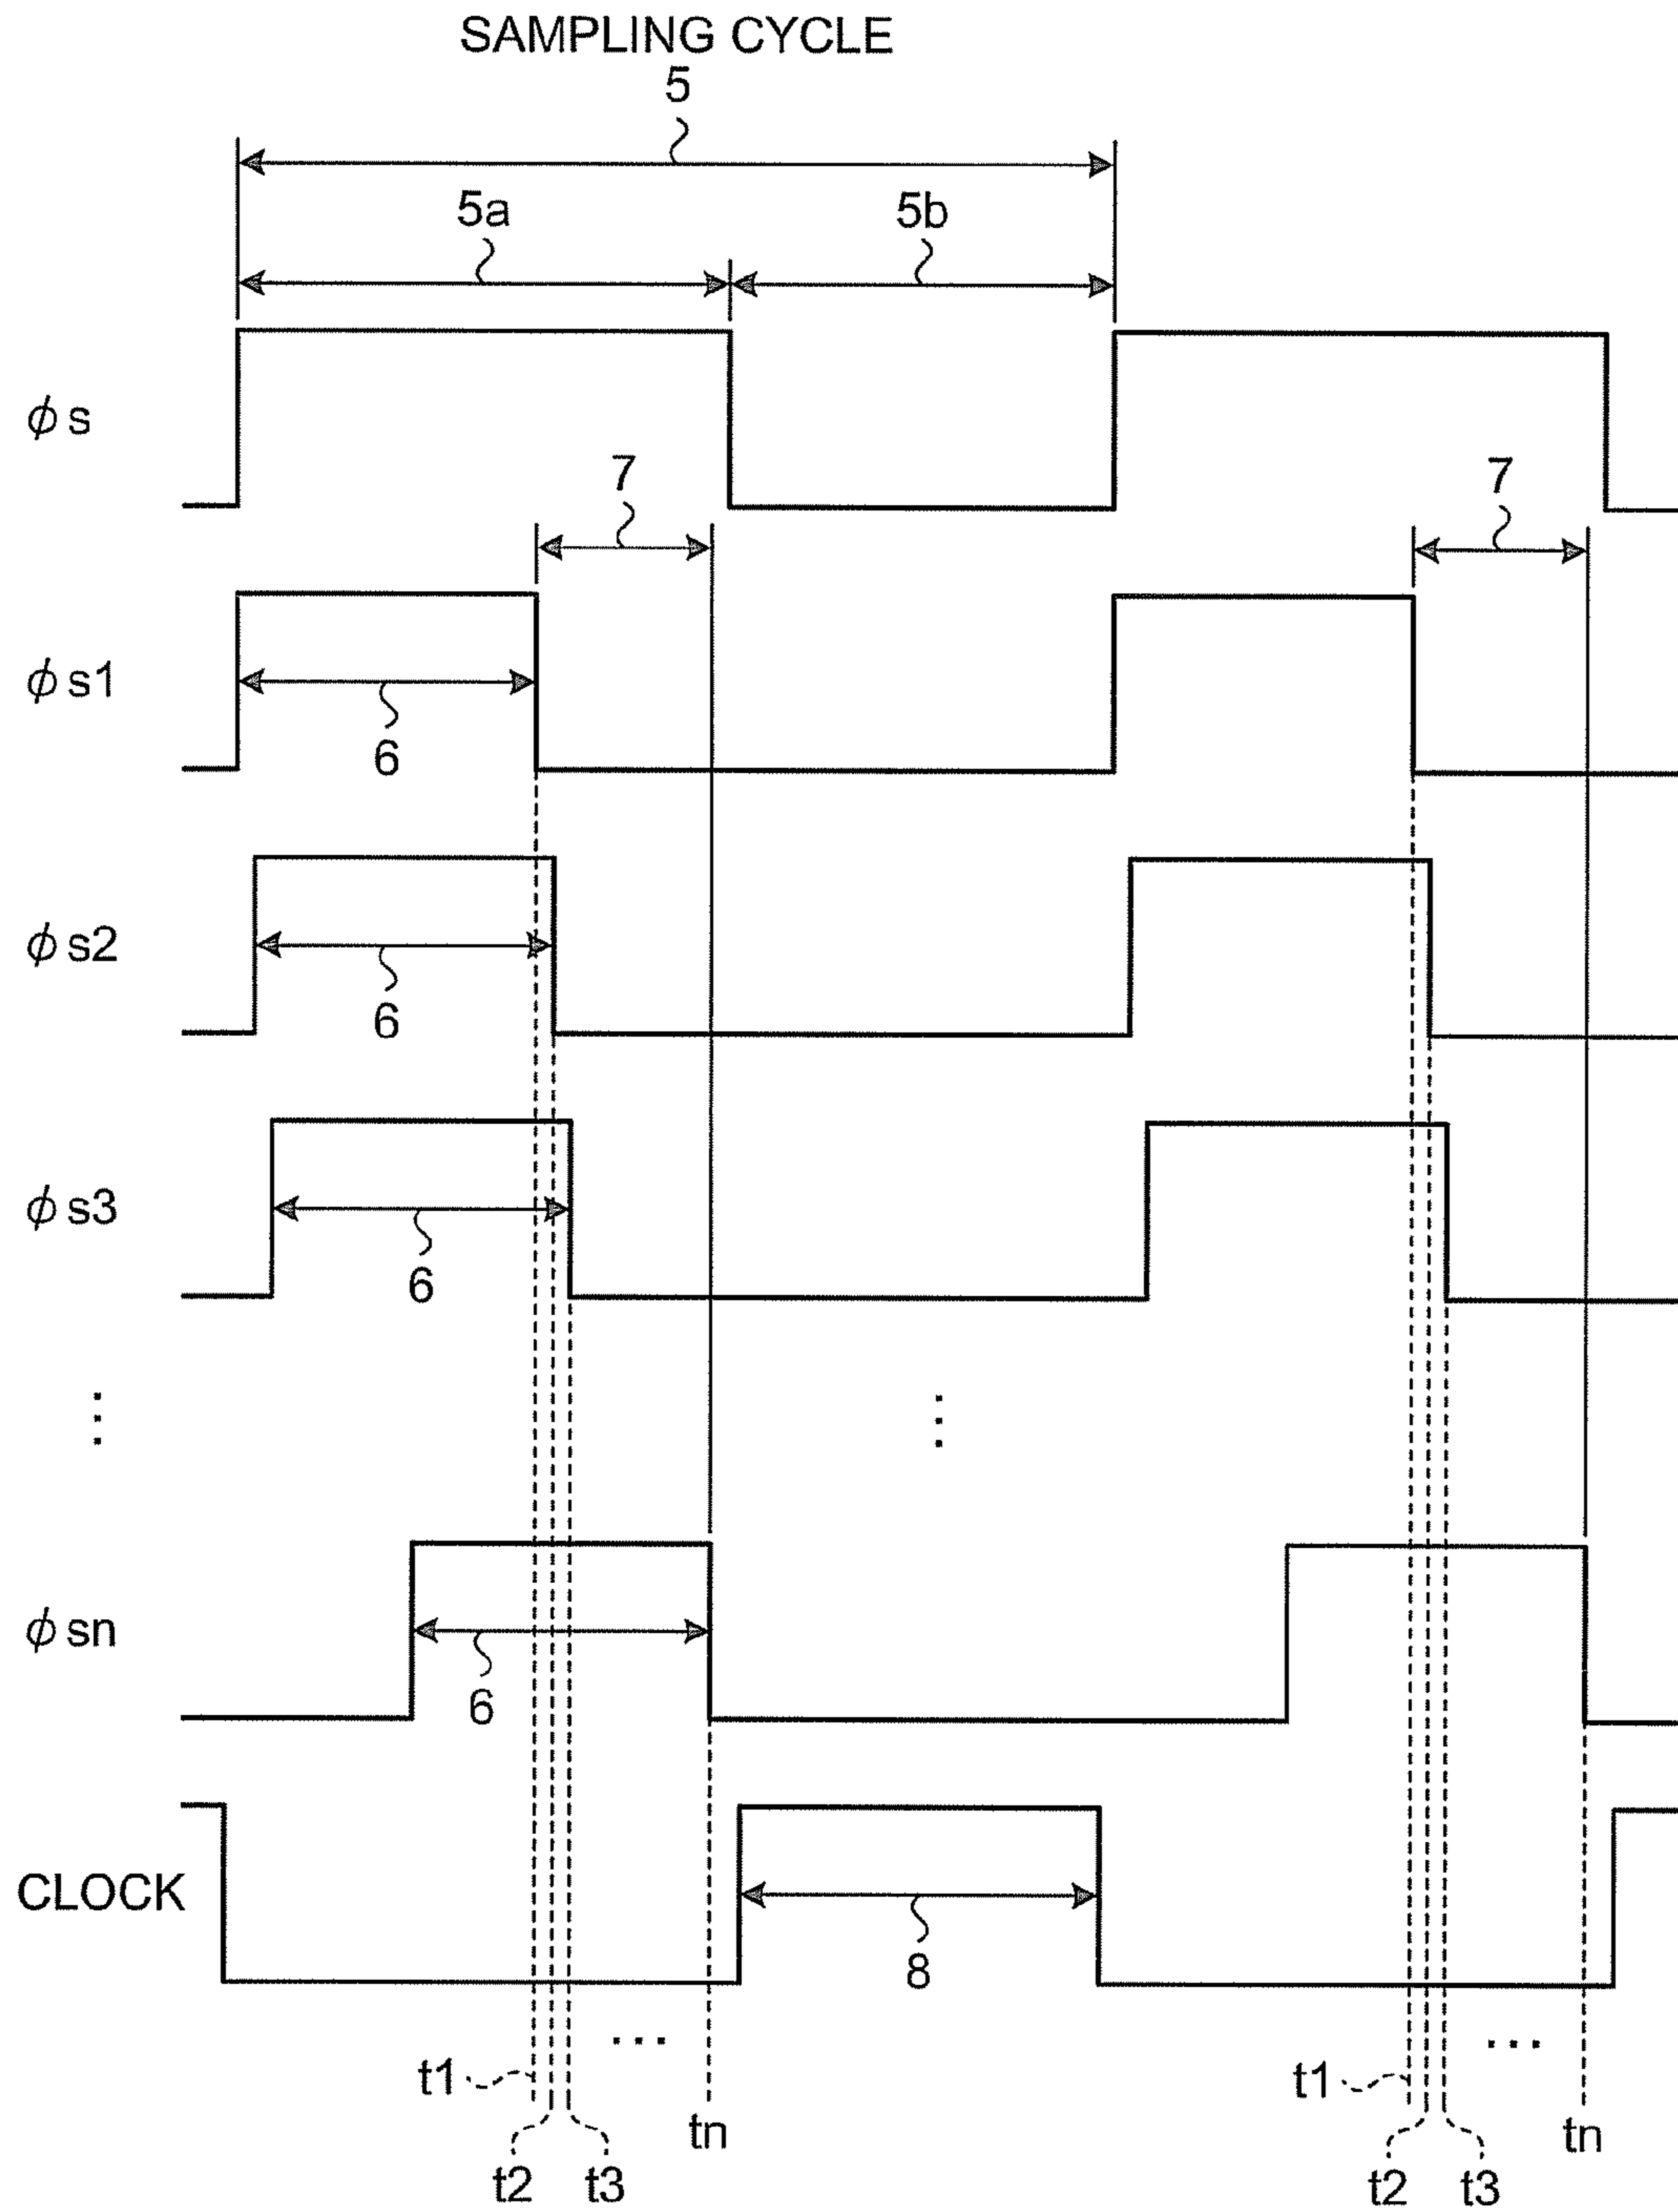 SAMPLING CYCLE
5
5a 5b
ϕs
7 7
ϕs1
6
ϕs2
6
ϕs3
6
⋮ ⋮
ϕsn
6
CLOCK
8
... ...
t1 t1
tn tn
t2 t3 t2 t3